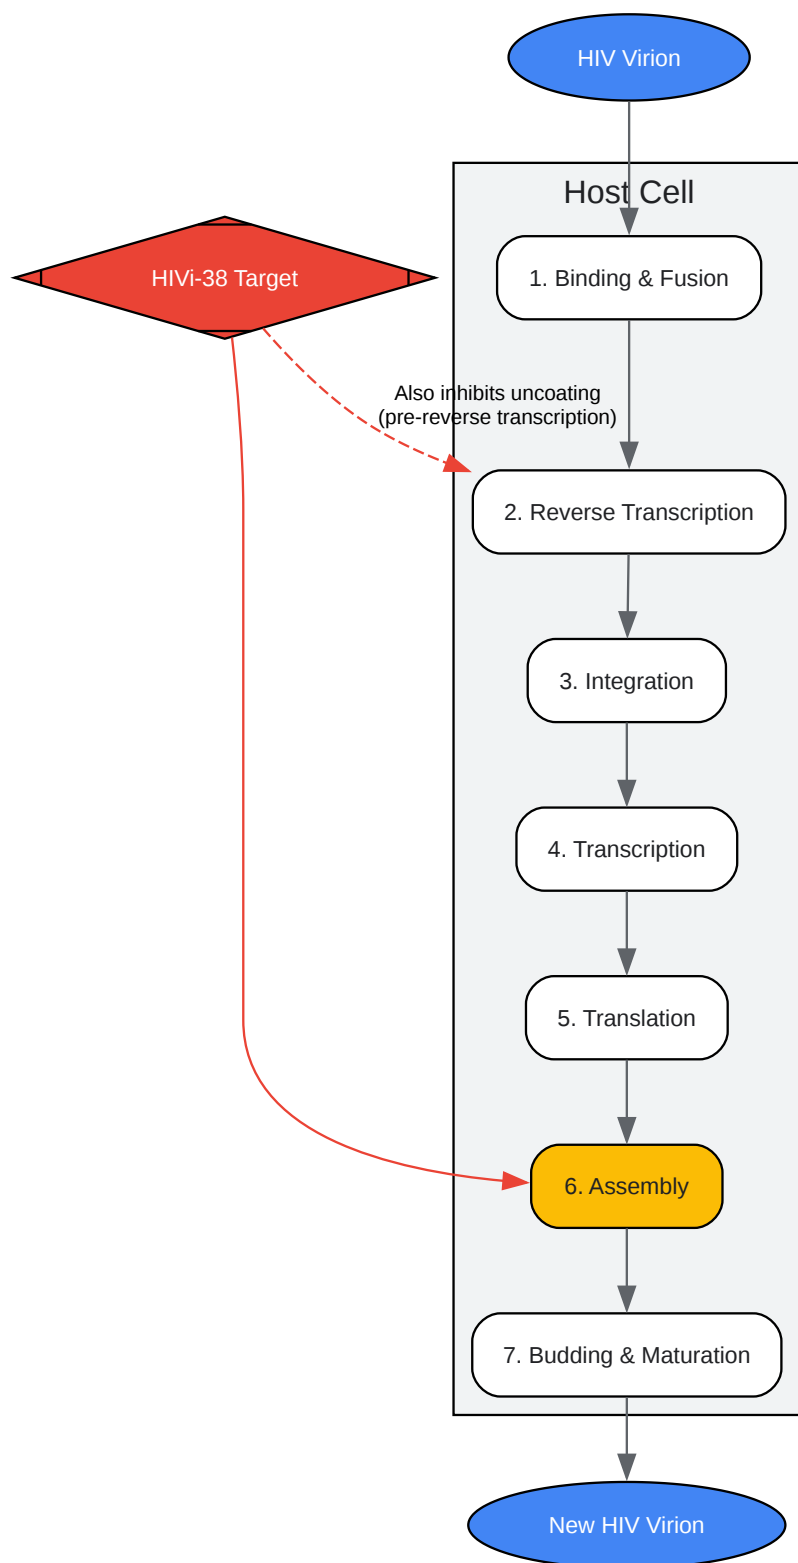 HIV Virion
Host Cell
HIVi-38 Target
1. Binding & Fusion
Also inhibits uncoating
(pre-reverse transcription)
2. Reverse Transcription
3. Integration
4. Transcription
5. Translation
6. Assembly
7. Budding & Maturation
New HIV Virion